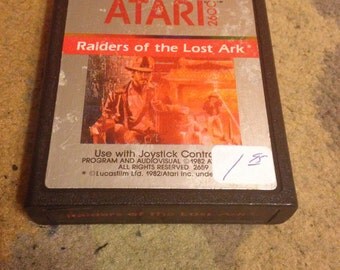 ATARI
2600
Raiders of the Lost Ark
Use with Joystick Contro
PROGRAM AND AUDIOVISUAL ©1982 A
ALL RIGHTS RESERVED 2659
©Lucasfilm Ltd. 1982/Atari Inc. unde
18